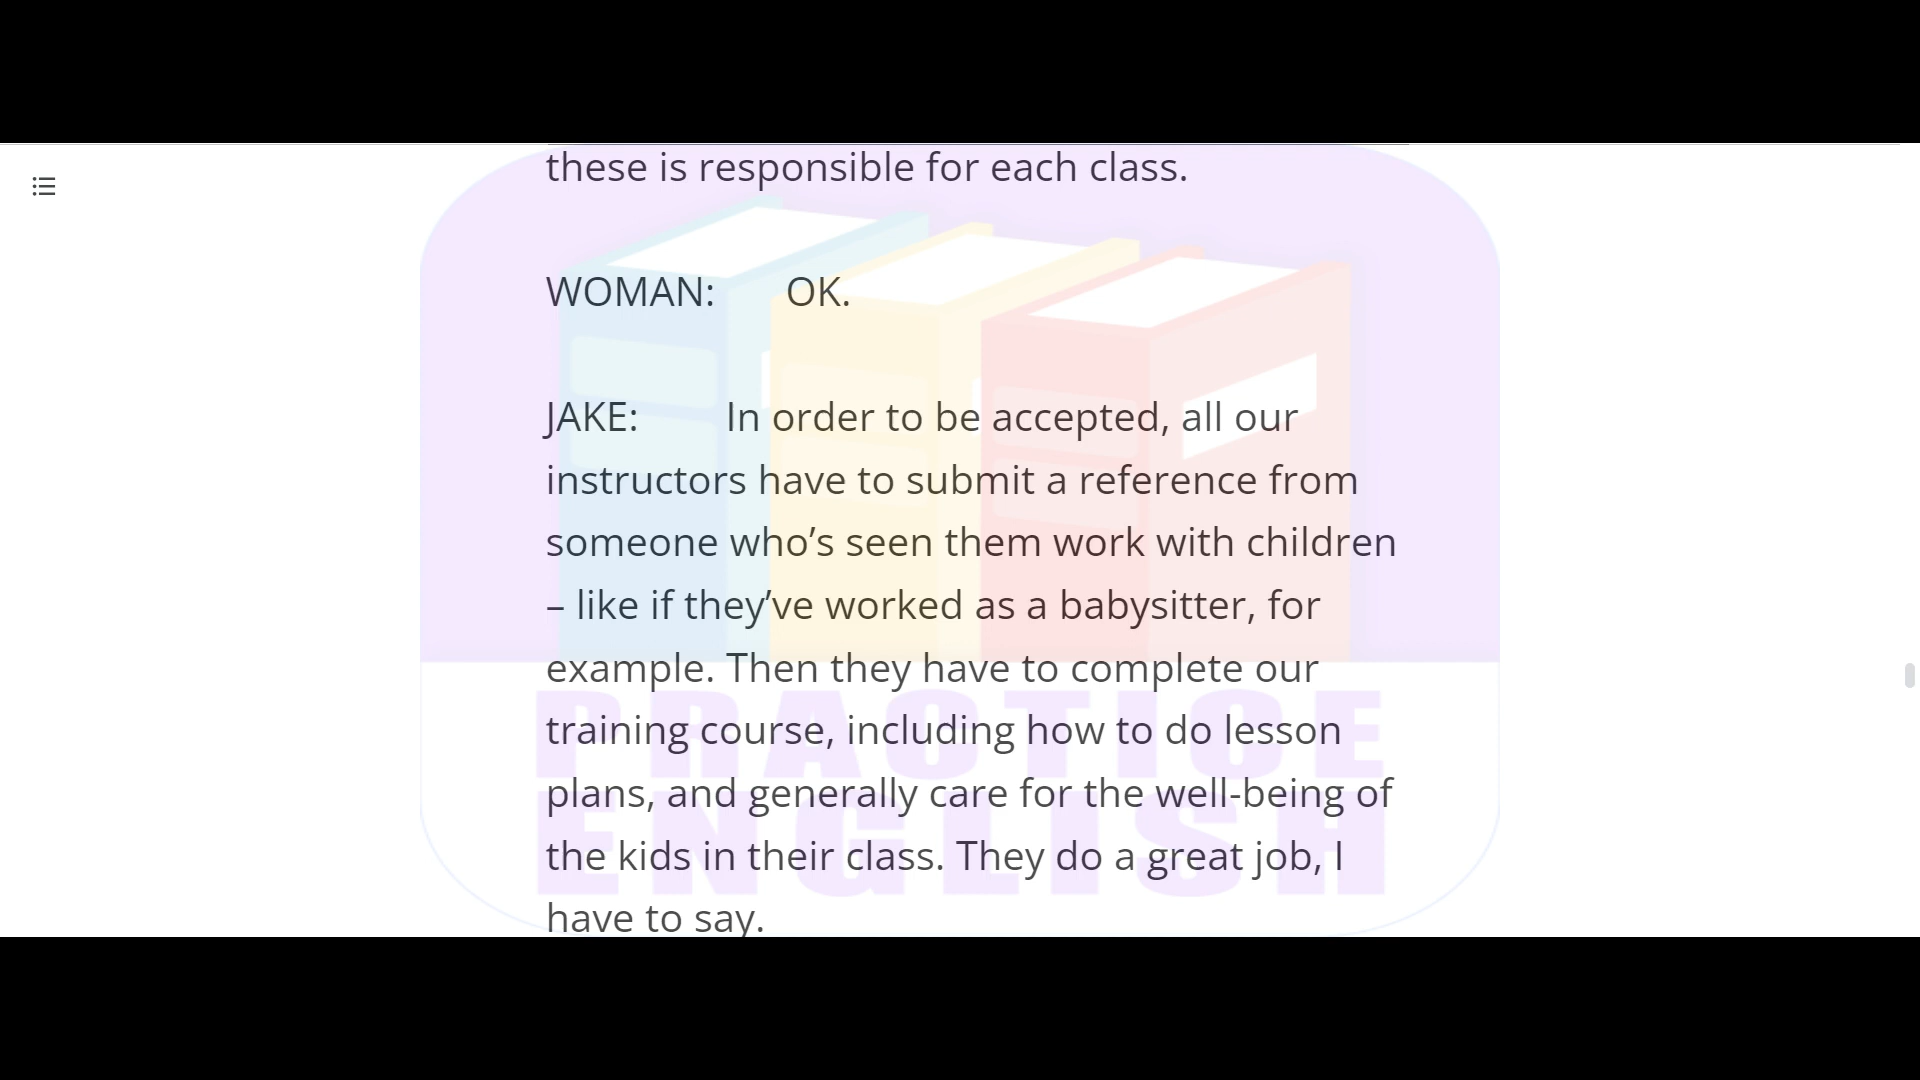 these is responsible for each class.
WOMAN: OK.
JAKE: In order to be accepted, all our
instructors have to submit a reference from
someone who’s seen them work with children
– like if they’ve worked as a babysitter, for
example. Then they have to complete our
training course, including how to do lesson
plans, and generally care for the well-being of
the kids in their class. They do a great job, I
have to say.
PRACTICE
ENGLISH